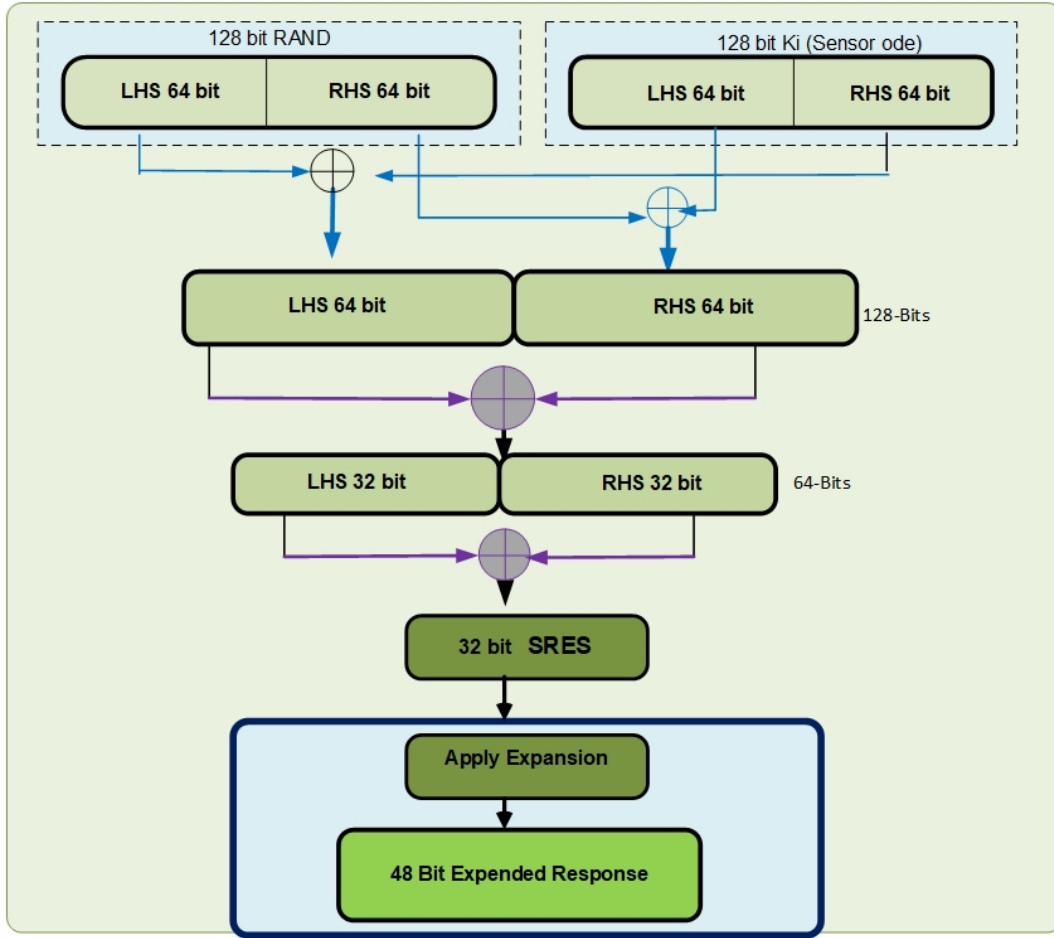 128 bit RAND
128 bit Ki (Sensor ode)
LHS 64 bit
RHS 64 bit
LHS 64 bit
RHS 64 bit
LHS 64 bit
RHS 64 bit
128-Bits
LHS 32 bit
RHS 32 bit
64-Bits
32 bit SRES
Apply Expansion
48 Bit Expended Response